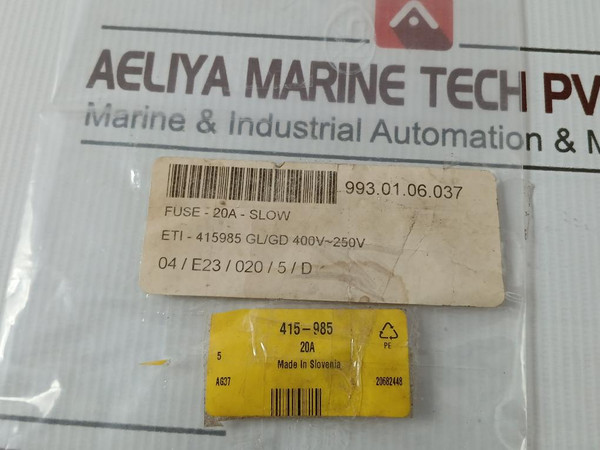 AELIYA MARINE TECH PV
Marine & Industrial Automation & M
993.01.06.037
FUSE - 20A - SLOW
ETI - 415985 GL/GD 400V~250V
04 / E23 / 020 / 5 / D
415-985
20A
Made in Slovenia
5
PE
AG37
20682448